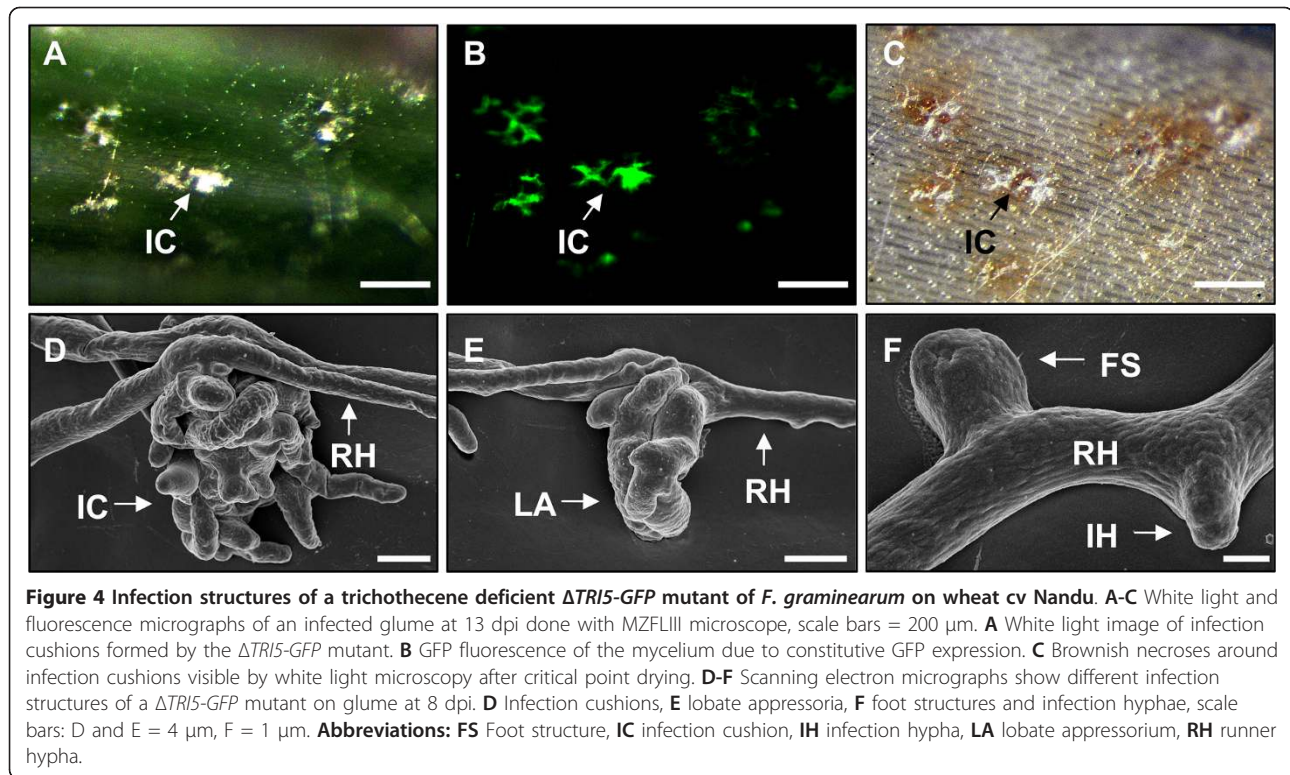 A
B
C
IC
IC
IC
D
E
F
FS
RH
RH
RH
IC
LA
IH
Figure 4 Infection structures of a trichothecene deficient ΔTRI5-GFP mutant of F. graminearum on wheat cv Nandu. A-C White light and
fluorescence micrographs of an infected glume at 13 dpi done with MZFLIII microscope, scale bars = 200 μm. A White light image of infection
cushions formed by the ΔTRI5-GFP mutant. B GFP fluorescence of the mycelium due to constitutive GFP expression. C Brownish necroses around
infection cushions visible by white light microscopy after critical point drying. D-F Scanning electron micrographs show different infection
structures of a ΔTRI5-GFP mutant on glume at 8 dpi. D Infection cushions, E lobate appressoria, F foot structures and infection hyphae, scale
bars: D and E = 4 μm, F = 1 μm. Abbreviations: FS Foot structure, IC infection cushion, IH infection hypha, LA lobate appressorium, RH runner
hypha.